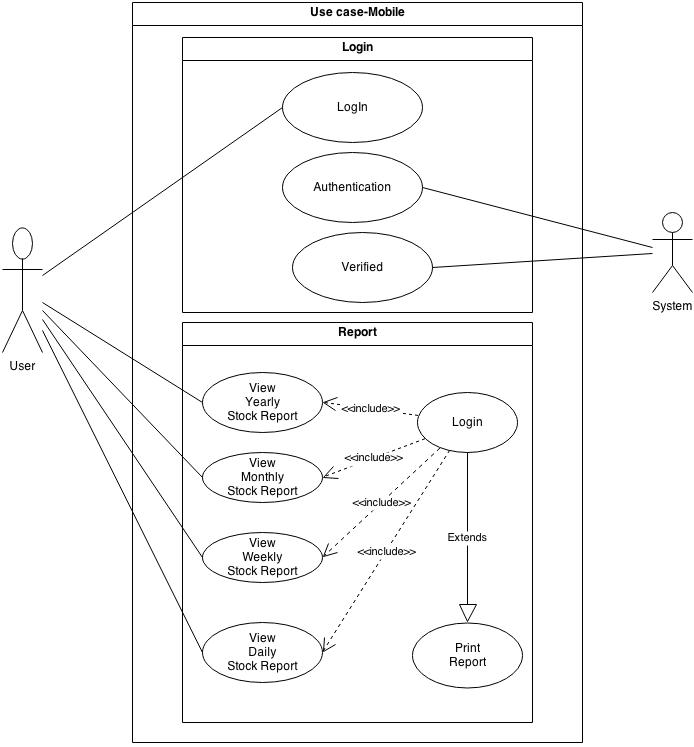 Use case-Mobile
Login
LogIn
Authentication
Verified
User
System
Report
View
Yearly
Stock Report
<<include>>
Login
View
Monthly
Stock Report
<<include>>
<<include>>
View
Weekly
Stock Report
Extends
<<include>>
View
Daily
Stock Report
Print
Report